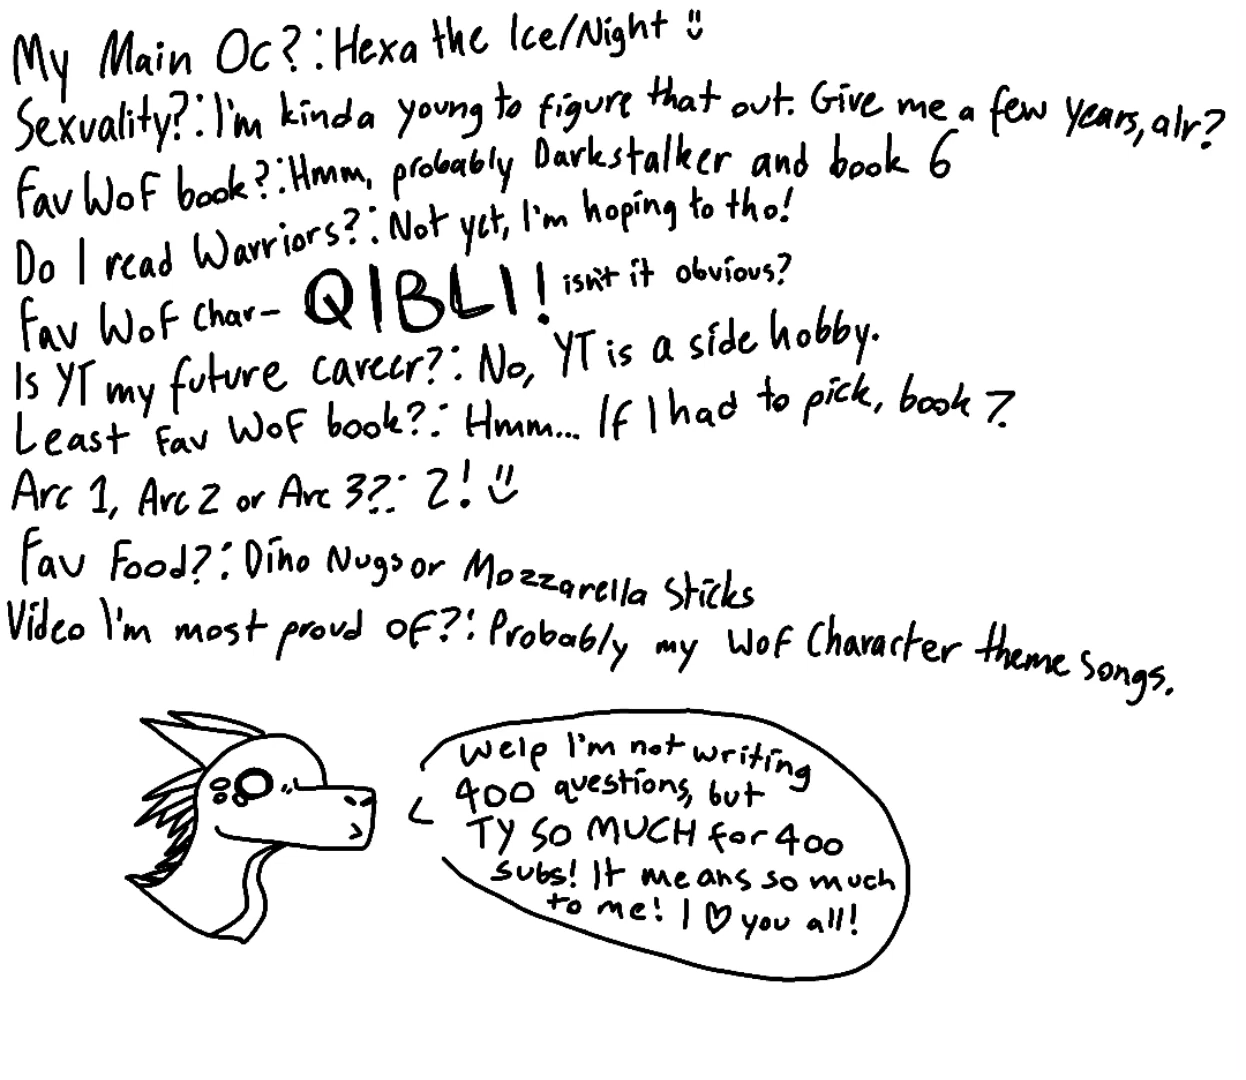 My Main Oc?: Hexa the Ice/Night
Sexuality?: I'm kinda young to figure that out. Give me a few years, alr?
Fav WoF book?: Hmm, probably Darkstalker and book 6
Do I read Warriors?: Not yet, I'm hoping to tho!
Fav WoF char- QIBLI! isn't it obvious?
Is YT my future career?: No, YT is a side hobby.
Least Fav WoF book?: Hmm... If I had to pick, book 7.
Arc 1, Arc 2 or Arc 3?: 2!
Fav Food?: Dino Nugs or Mozzarella Sticks
Video I'm most proud of?: Probably my WoF Character theme songs.
Welp I'm not writing
400 questions, but
TY SO MUCH for 400
subs! It means so much
to me! I ♡ you all!